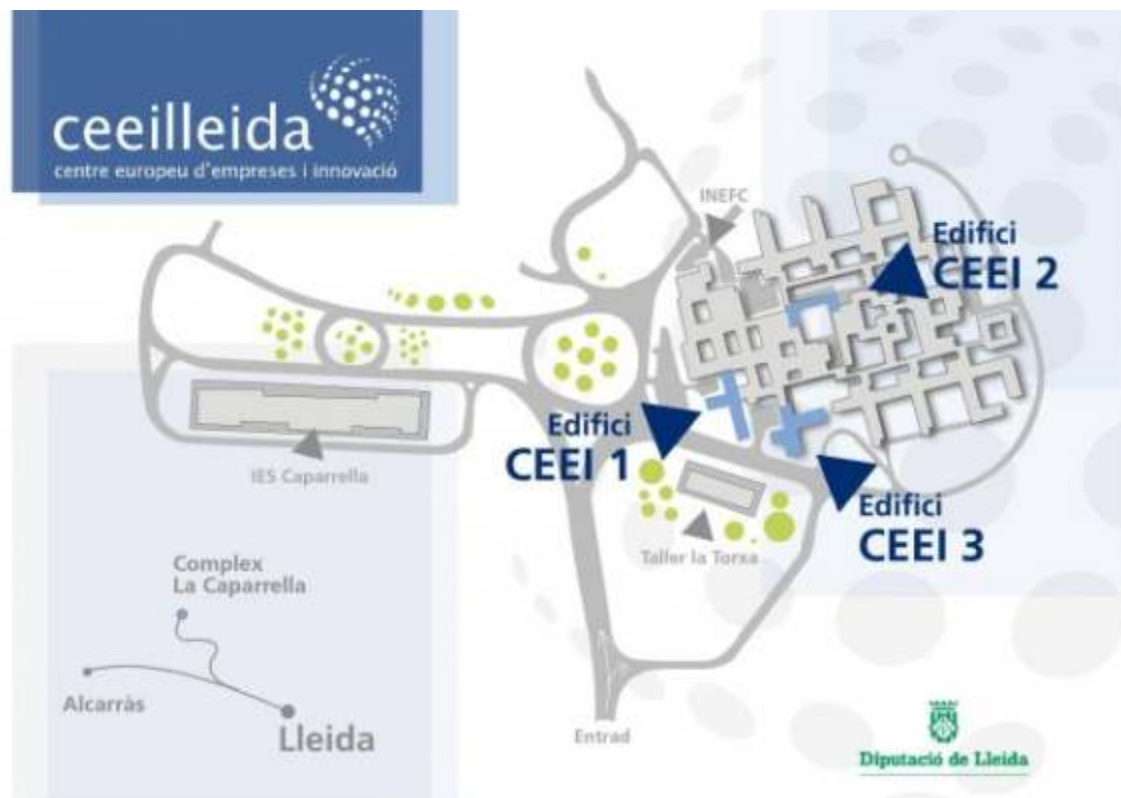 ceeilleida
centre europeu d'empreses i innovació
INEFC
Edifici
CEEI 2
Edifici
CEEI 1
IES Caparrella
Edifici
CEEI 3
Taller la Torxa
Complex
La Caparrella
Alcarràs
Lleida
Entrad
Diputació de Lleida